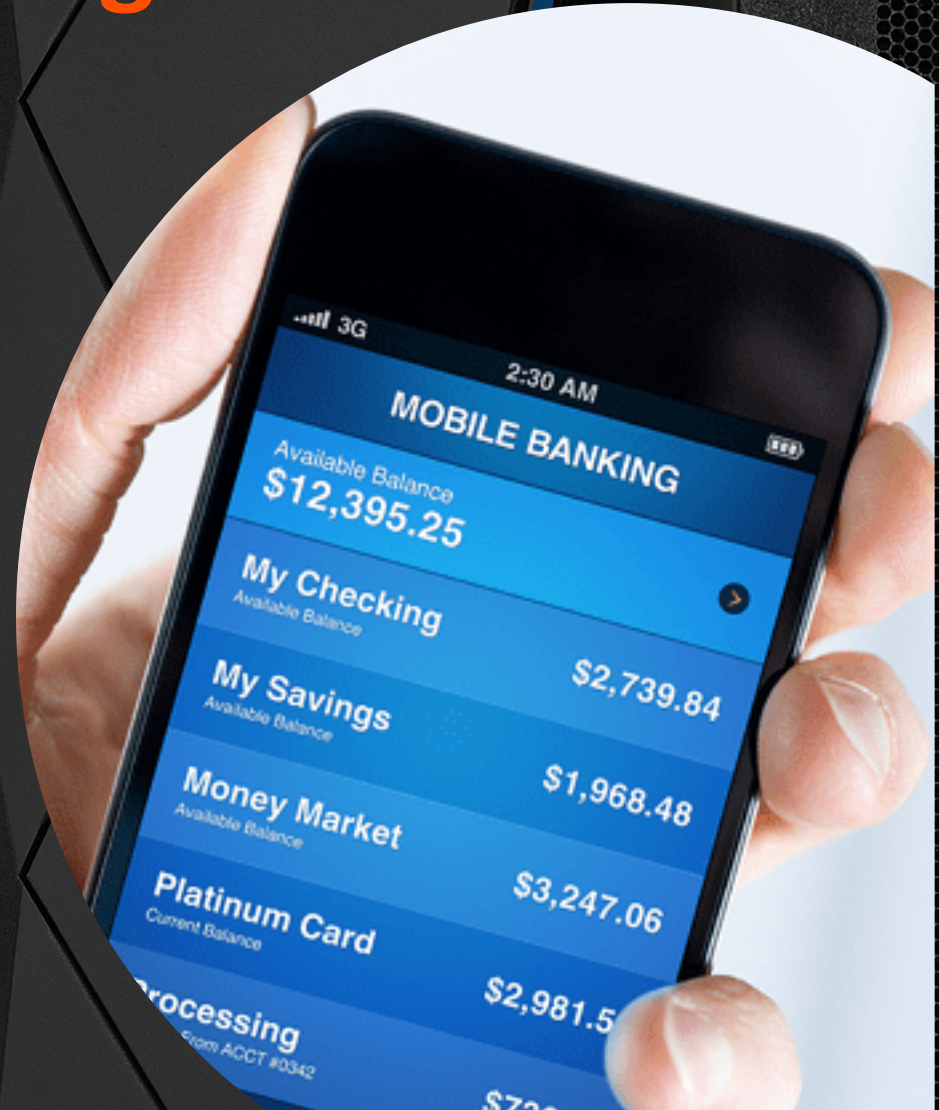 3G
2:30 AM
MOBILE BANKING
Available Balance
$12,395.25
My Checking
Available Balance
$2,739.84
My Savings
Available Balance
$1,968.48
Money Market
Available Balance
$3,247.06
Platinum Card
Current Balance
$2,981.5
From ACCT #0342